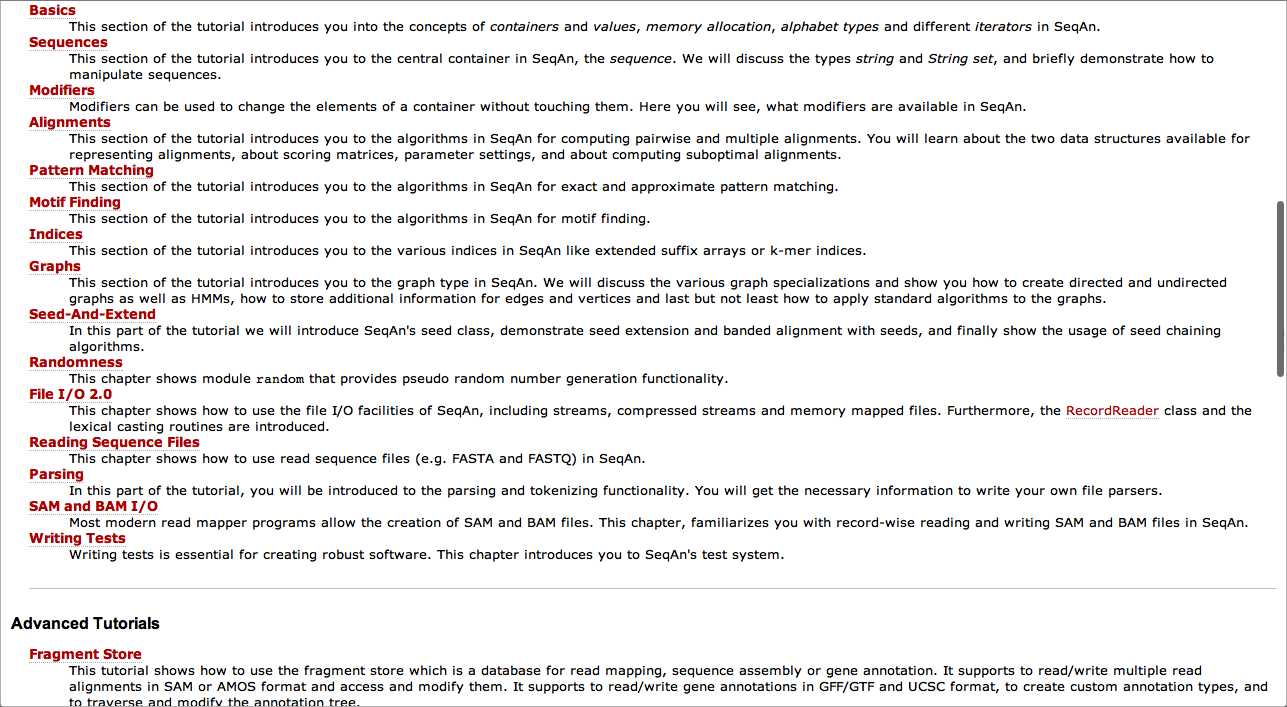 Basics
This section of the tutorial introduces you into the concepts of containers and values, memory allocation, alphabet types and different iterators in SeqAn.
Sequences
This section of the tutorial introduces you to the central container in SeqAn, the sequence. We will discuss the types string and String set, and briefly demonstrate how to
manipulate sequences.
Modifiers
Modifiers can be used to change the elements of a container without touching them. Here you will see, what modifiers are available in SeqAn.
Alignments
This section of the tutorial introduces you to the algorithms in SeqAn for computing pairwise and multiple alignments. You will learn about the two data structures available for
representing alignments, about scoring matrices, parameter settings, and about computing suboptimal alignments.
Pattern Matching
This section of the tutorial introduces you to the algorithms in SeqAn for exact and approximate pattern matching.
Motif Finding
This section of the tutorial introduces you to the algorithms in SeqAn for motif finding.
Indices
This section of the tutorial introduces you to the various indices in SeqAn like extended suffix arrays or k-mer indices.
Graphs
This section of the tutorial introduces you to the graph type in SeqAn. We will discuss the various graph specializations and show you how to create directed and undirected
graphs as well as HMMs, how to store additional information for edges and vertices and last but not least how to apply standard algorithms to the graphs.
Seed-And-Extend
In this part of the tutorial we will introduce SeqAn's seed class, demonstrate seed extension and banded alignment with seeds, and finally show the usage of seed chaining
algorithms.
Randomness
This chapter shows module random that provides pseudo random number generation functionality.
File I/O 2.0
This chapter shows how to use the file I/O facilities of SeqAn, including streams, compressed streams and memory mapped files. Furthermore, the RecordReader class and the
lexical casting routines are introduced.
Reading Sequence Files
This chapter shows how to use read sequence files (e.g. FASTA and FASTQ) in SeqAn.
Parsing
In this part of the tutorial, you will be introduced to the parsing and tokenizing functionality. You will get the necessary information to write your own file parsers.
SAM and BAM I/O
Most modern read mapper programs allow the creation of SAM and BAM files. This chapter, familiarizes you with record-wise reading and writing SAM and BAM files in SeqAn.
Writing Tests
Writing tests is essential for creating robust software. This chapter introduces you to SeqAn's test system.
Advanced Tutorials
Fragment Store
This tutorial shows how to use the fragment store which is a database for read mapping, sequence assembly or gene annotation. It supports to read/write multiple read
alignments in SAM or AMOS format and access and modify them. It supports to read/write gene annotations in GFF/GTF and UCSC format, to create custom annotation types, and
to traverse and modify the annotation tree.